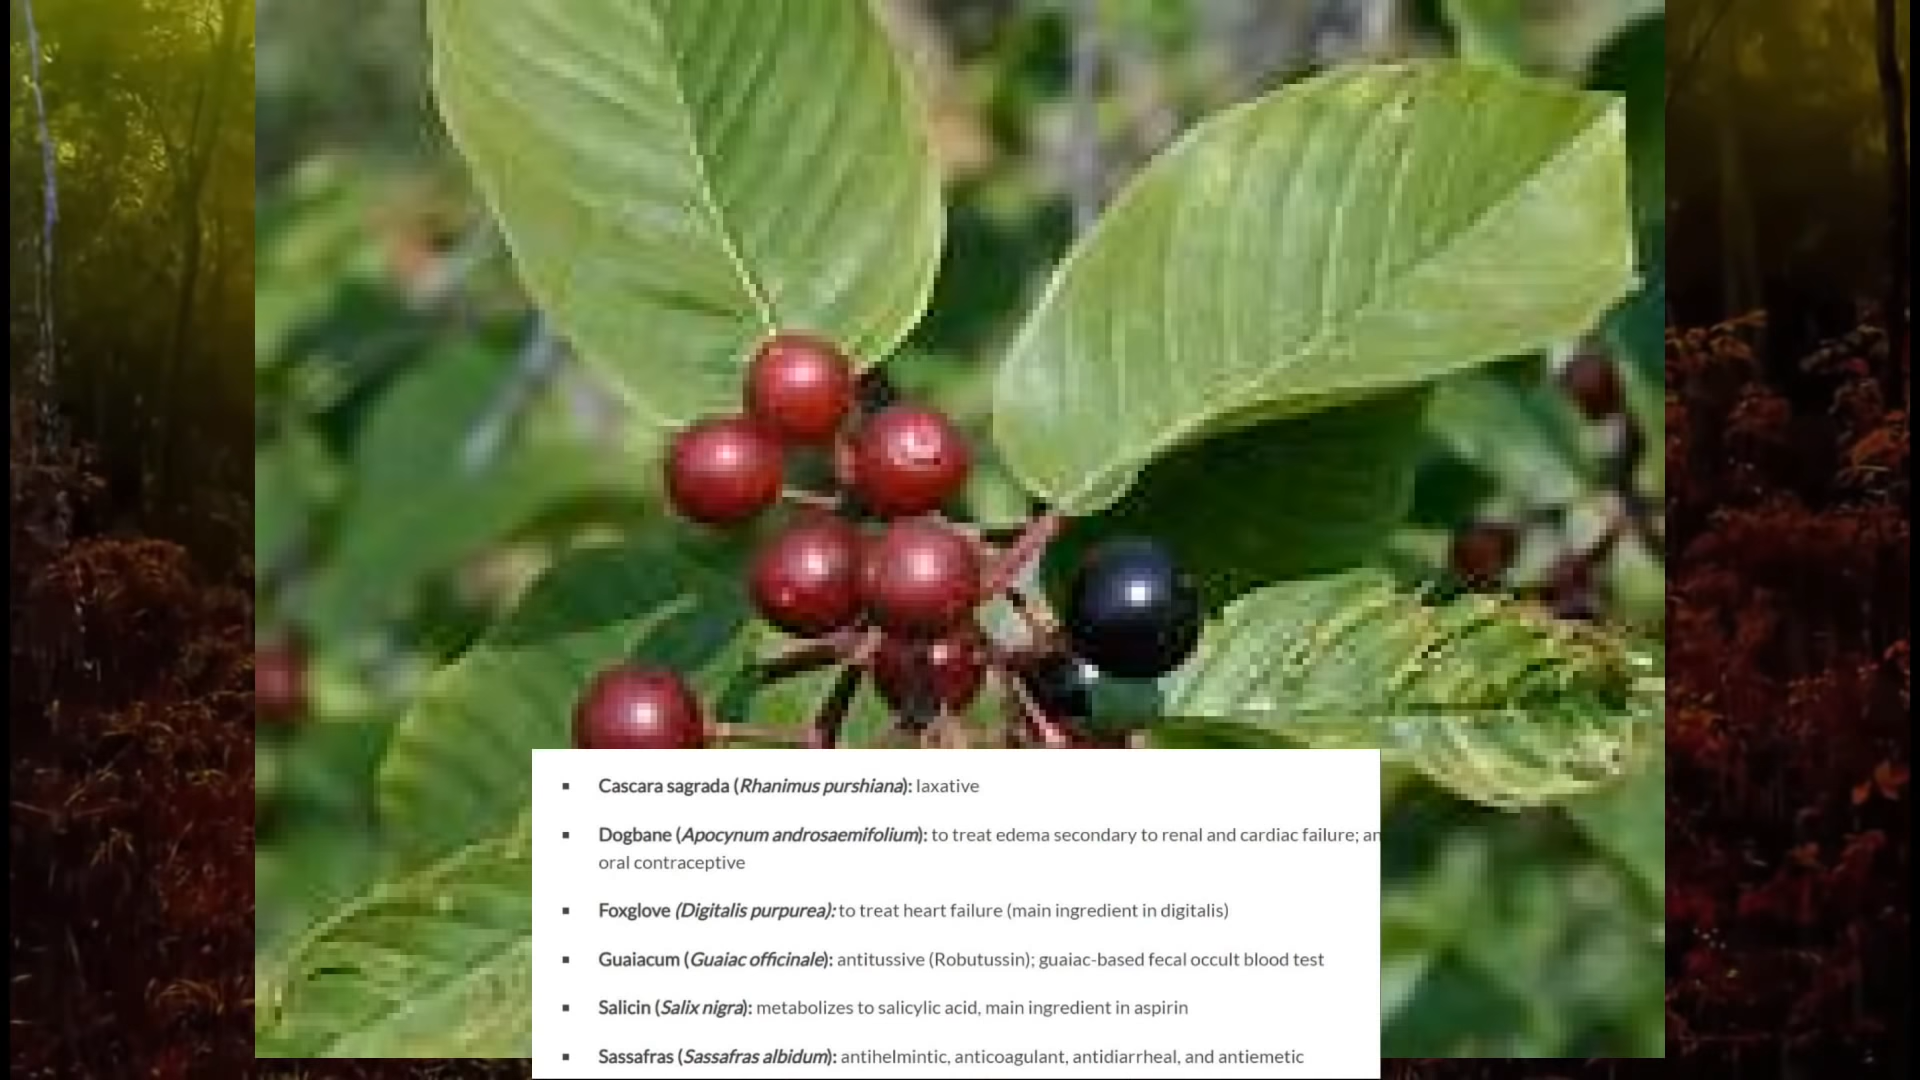 ▪ Cascara sagrada (Rhanimus purshiana): laxative
▪ Dogbane (Apocynum androsaemifolium): to treat edema secondary to renal and cardiac failure; an
oral contraceptive
▪ Foxglove (Digitalis purpurea): to treat heart failure (main ingredient in digitalis)
▪ Guaiacum (Guaiac officinale): antitussive (Robutussin); guaiac-based fecal occult blood test
▪ Salicin (Salix nigra): metabolizes to salicylic acid, main ingredient in aspirin
▪ Sassafras (Sassafras albidum): antihelmintic, anticoagulant, antidiarrheal, and antiemetic